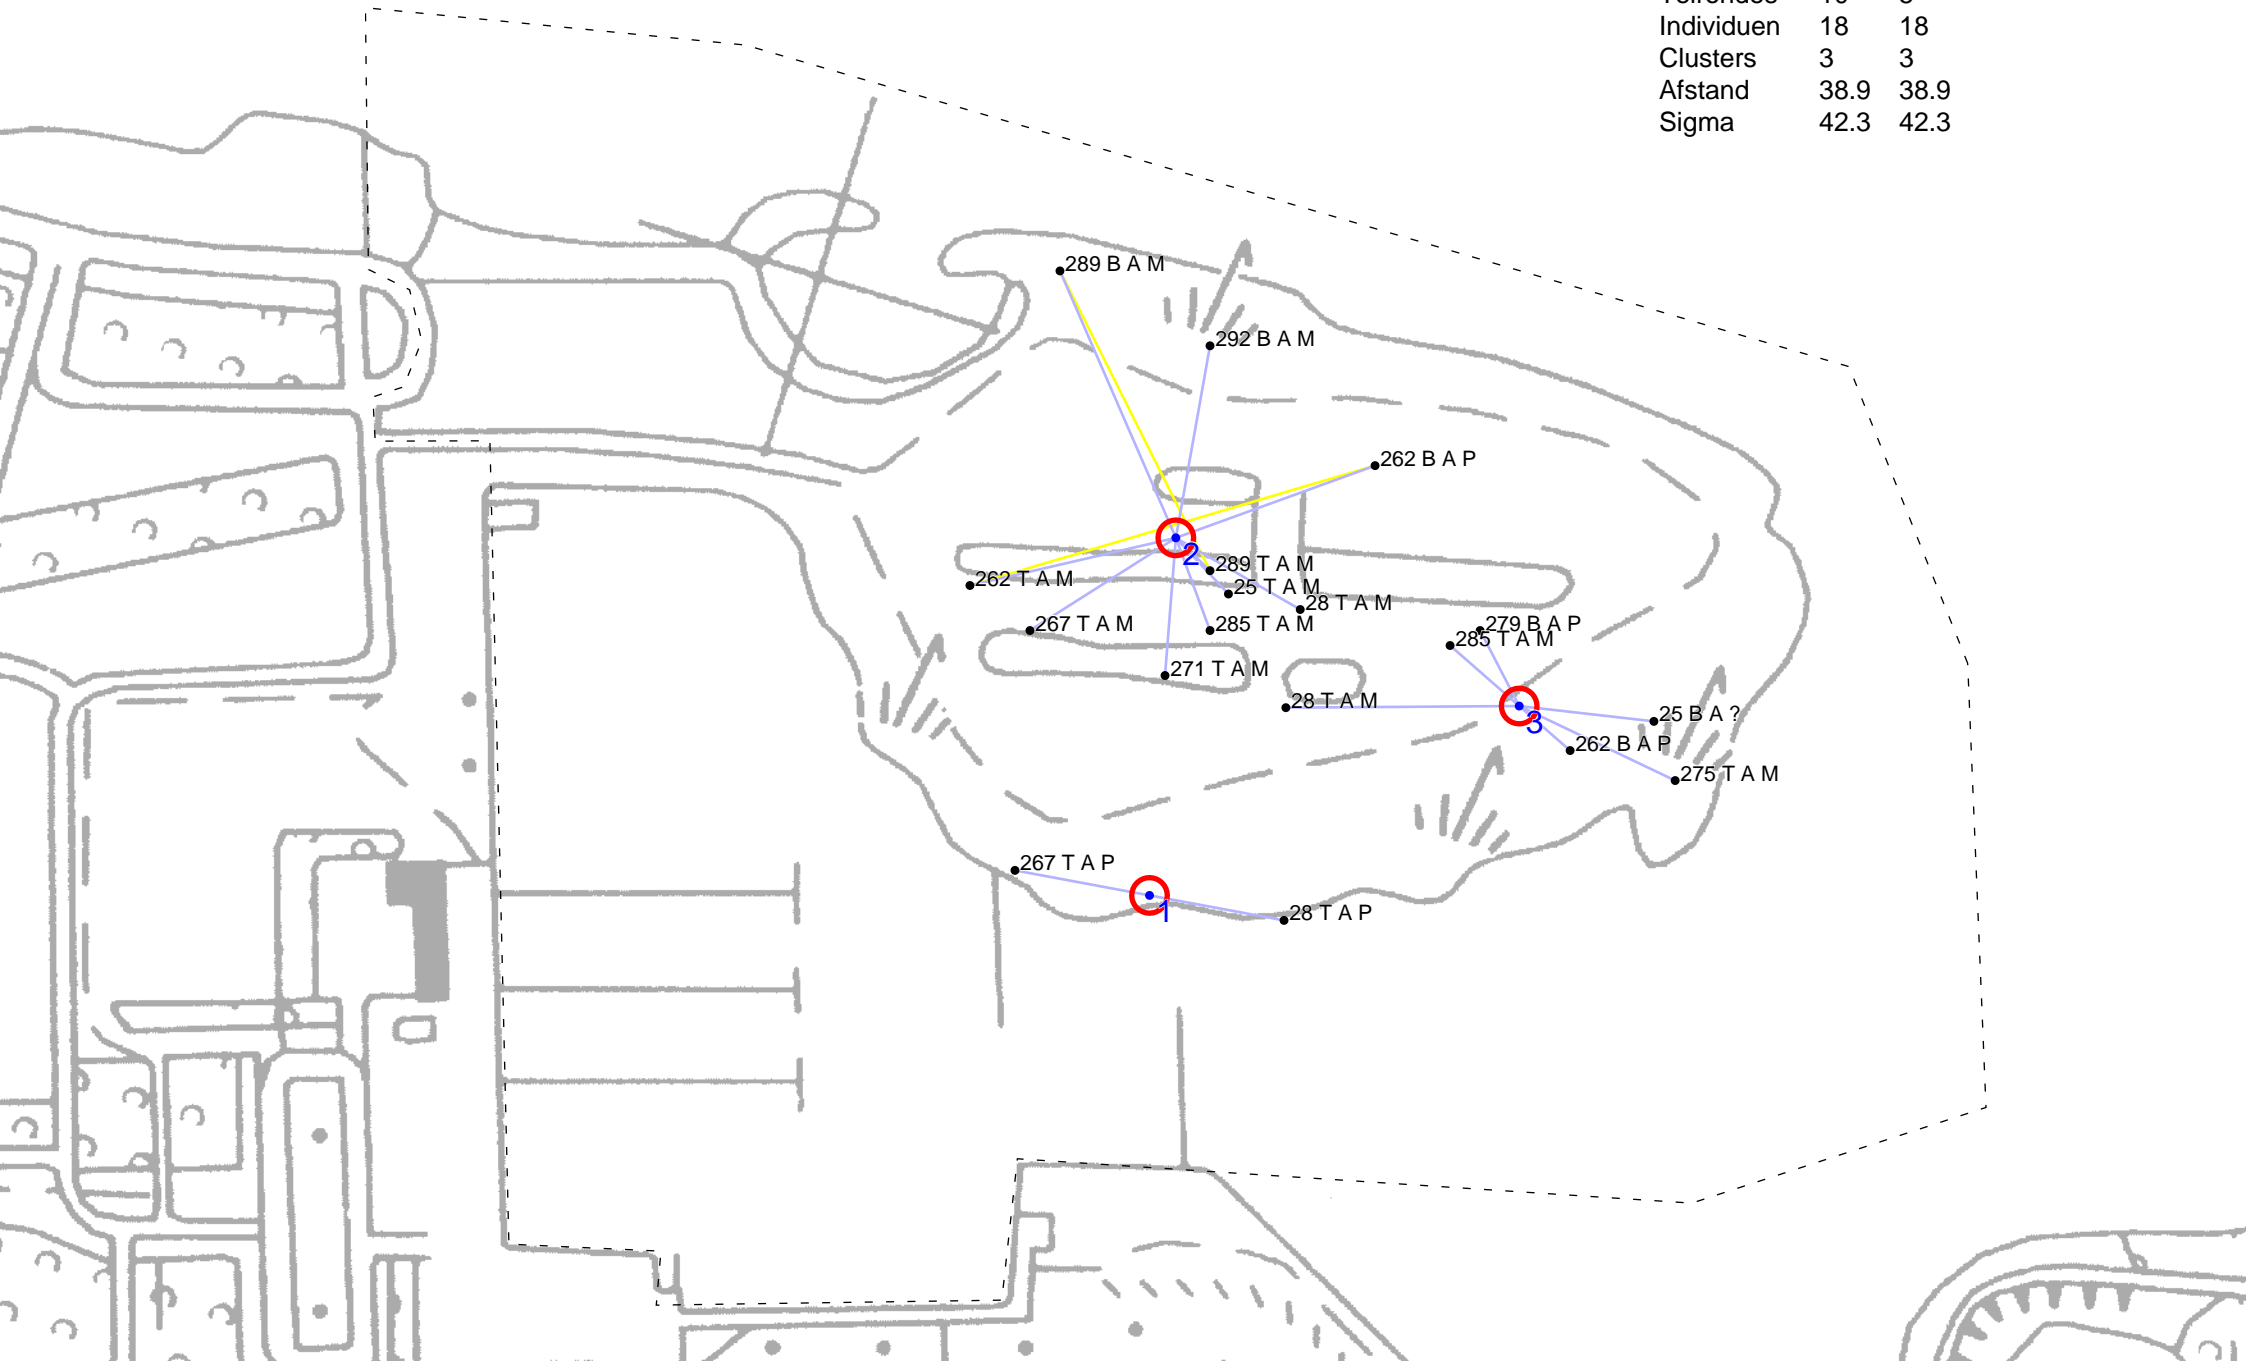 Individuen 18 18
Clusters 3 3
Afstand 38.9 38.9
Sigma 42.3 42.3
289 B A M
292 B A M
262 B A P
2
289 T A M
262 T A M
25 T A M
28 T A M
267 T A M
285 T A M
279 B A P
285 T A M
271 T A M
28 T A M
25 B A ?
3
262 B A P
275 T A M
267 T A P
1
28 T A P